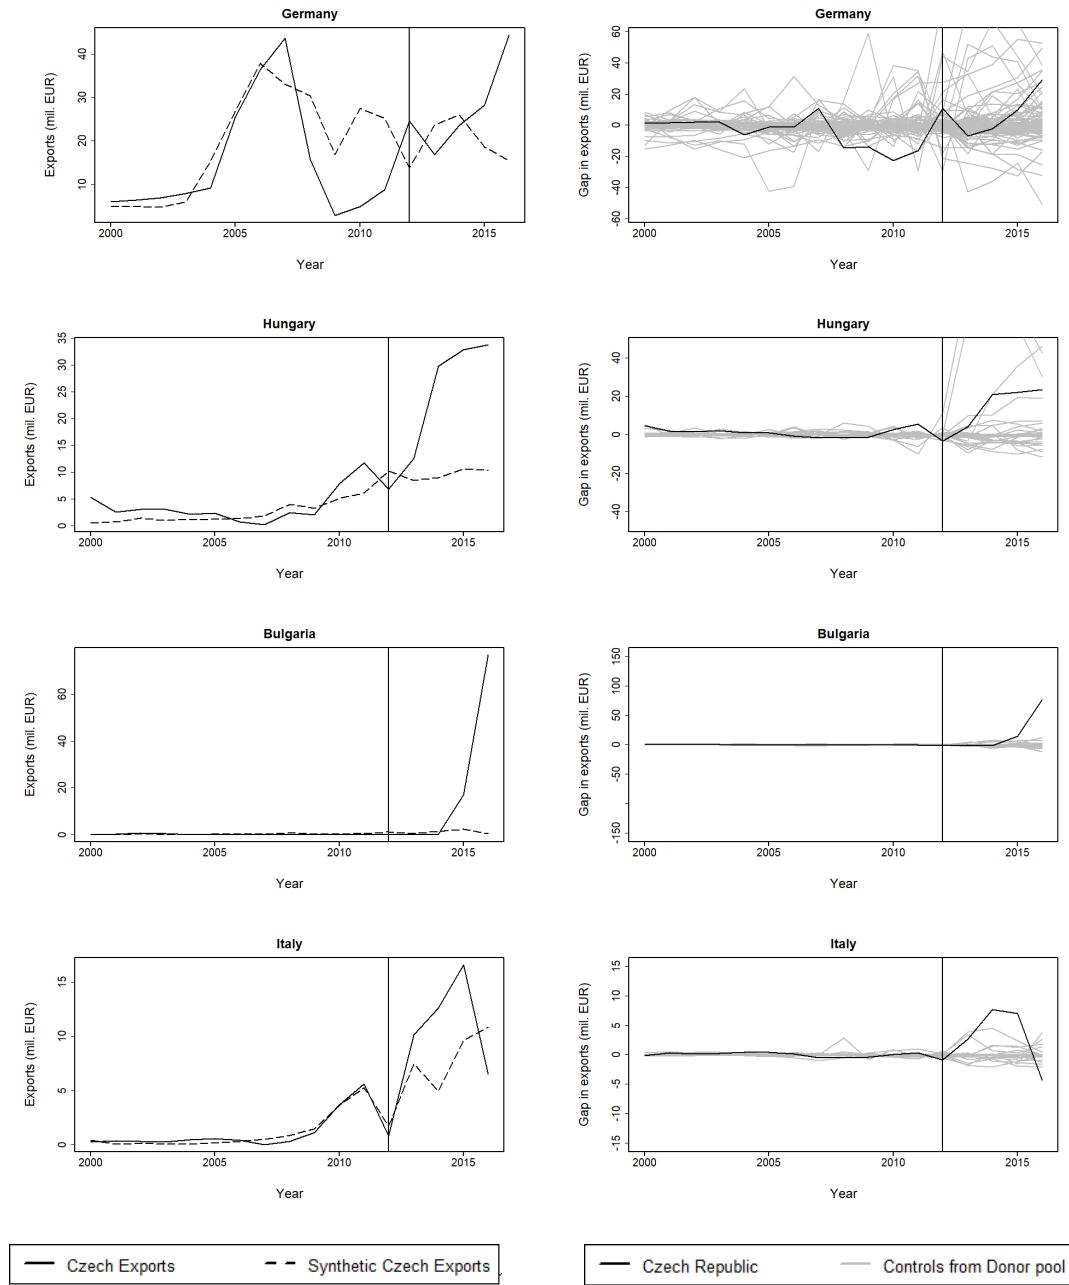 Germany
Exports (mil. EUR)
40
30
20
10
2000 2005 2010 2015
Year
Germany
Gap in exports (mil. EUR)
60
40
20
0
-20
-40
-60
2000 2005 2010 2015
Year
Hungary
Exports (mil. EUR)
35
30
25
20
15
10
5
0
2000 2005 2010 2015
Year
Hungary
Gap in exports (mil. EUR)
40
20
0
-20
-40
2000 2005 2010 2015
Year
Bulgaria
Exports (mil. EUR)
60
40
20
0
2000 2005 2010 2015
Year
Bulgaria
Gap in exports (mil. EUR)
150
100
50
0
-50
-150
2000 2005 2010 2015
Year
Italy
Exports (mil. EUR)
15
10
5
0
2000 2005 2010 2015
Year
Italy
Gap in exports (mil. EUR)
15
10
5
0
-5
-10
-15
2000 2005 2010 2015
Year
Czech Exports Synthetic Czech Exports
Czech Republic Controls from Donor pool